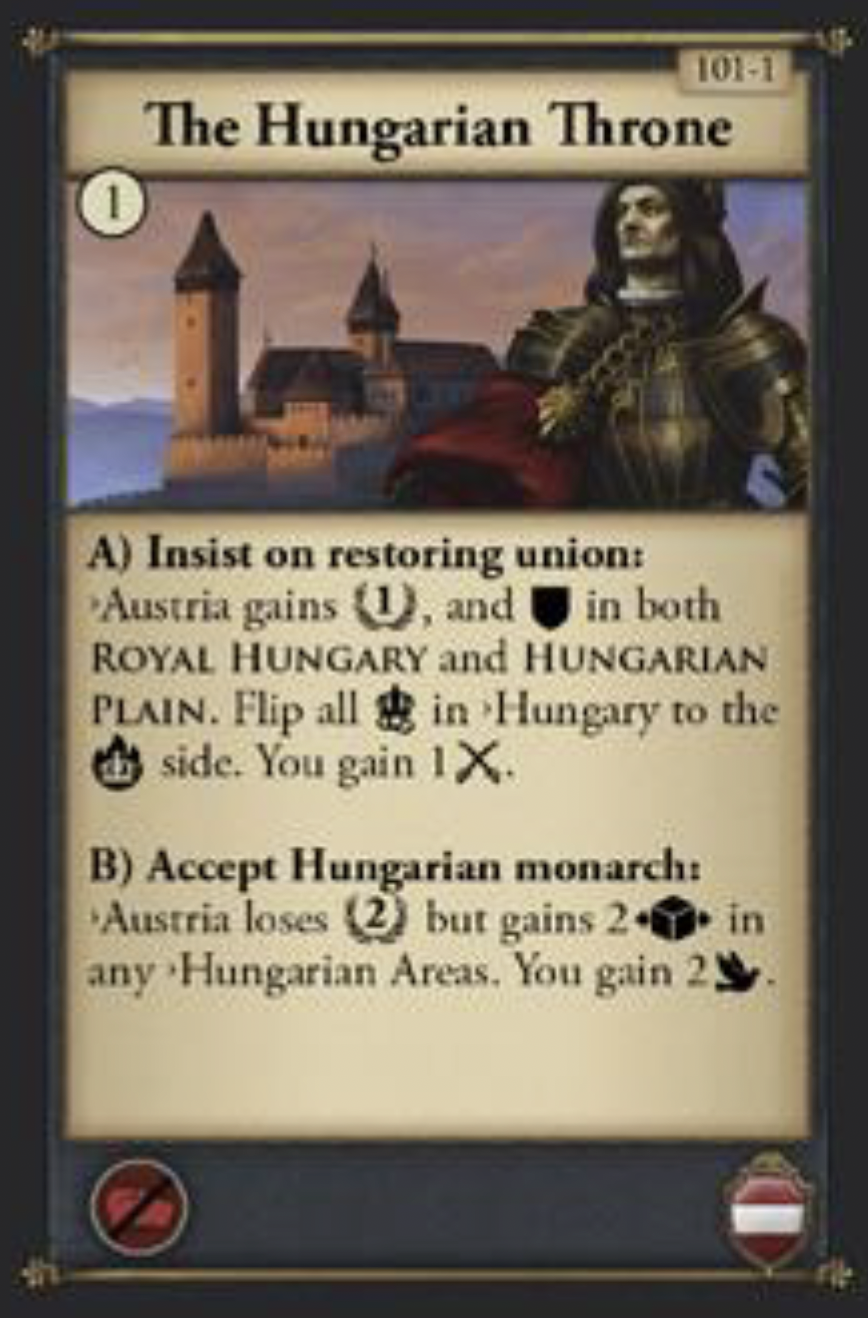 101-1
The Hungarian Throne
1
A) Insist on restoring union:
›Austria gains (1), and in both
ROYAL HUNGARY and HUNGARIAN
PLAIN. Flip all in ›Hungary to the
side. You gain 1.
B) Accept Hungarian monarch:
›Austria loses (2) but gains 2 in
any ›Hungarian Areas. You gain 2.